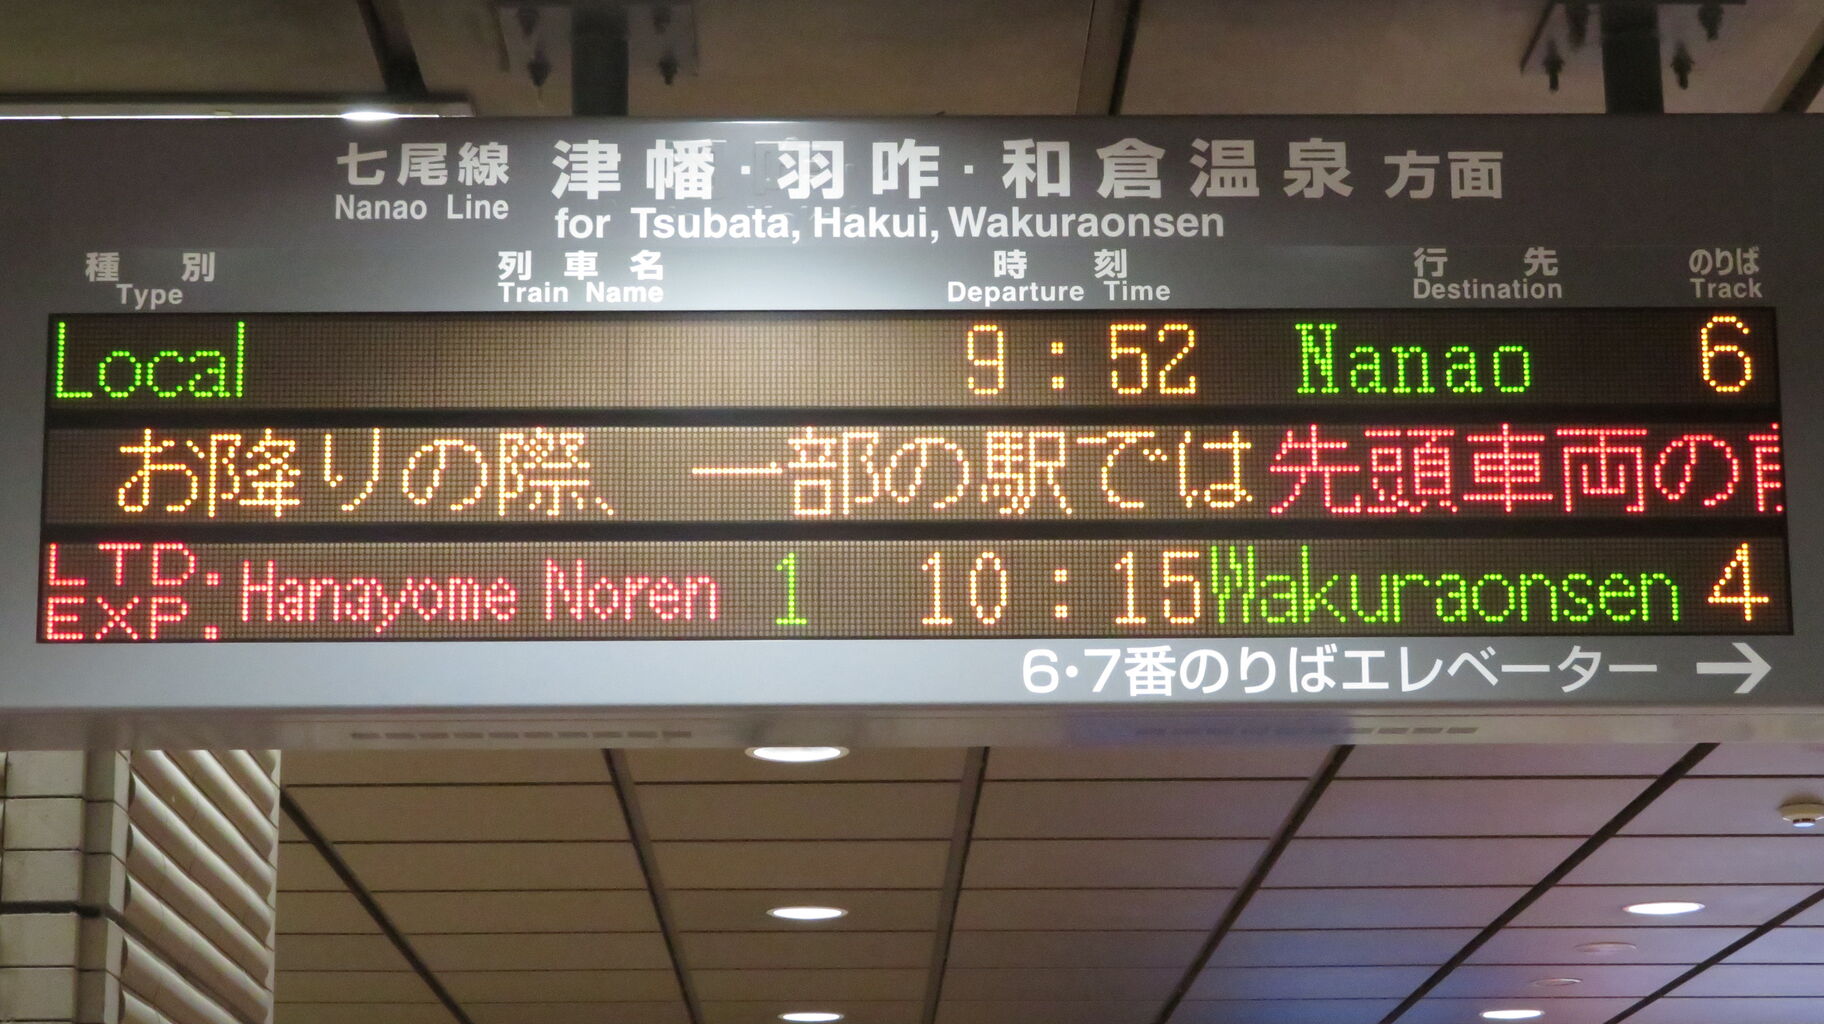 七尾線 津幡・羽咋・和倉温泉 方面
Nanao Line for Tsubata, Hakui, Wakuraonsen
種別 列車名 時刻 行先 のりば
Type Train Name Departure Time Destination Track
Local 9:52 Nanao 6
お降りの際、一部の駅では先頭車両の前
LTD. EXP. Hanayome Noren 1 10:15 Wakuraonsen 4
6・7番のりばエレベーター →